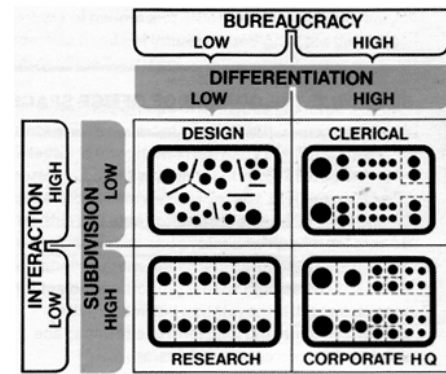 BUREAUCRACY
LOW HIGH
DIFFERENTIATION
LOW HIGH
DESIGN CLERICAL
INTERACTION
HIGH
LOW
SUBDIVISION
LOW
HIGH
RESEARCH CORPORATE HQ